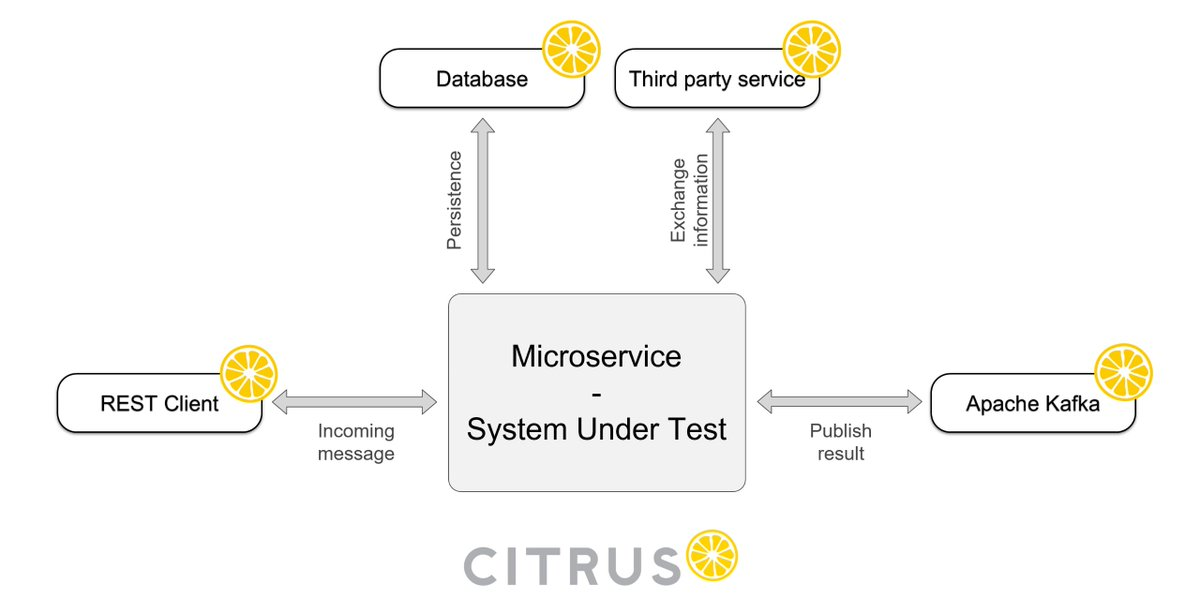 Database
Third party service
Persistence
Exchange
information
Microservice
-
System Under Test
REST Client
Incoming
message
Apache Kafka
Publish
result
CITRUS